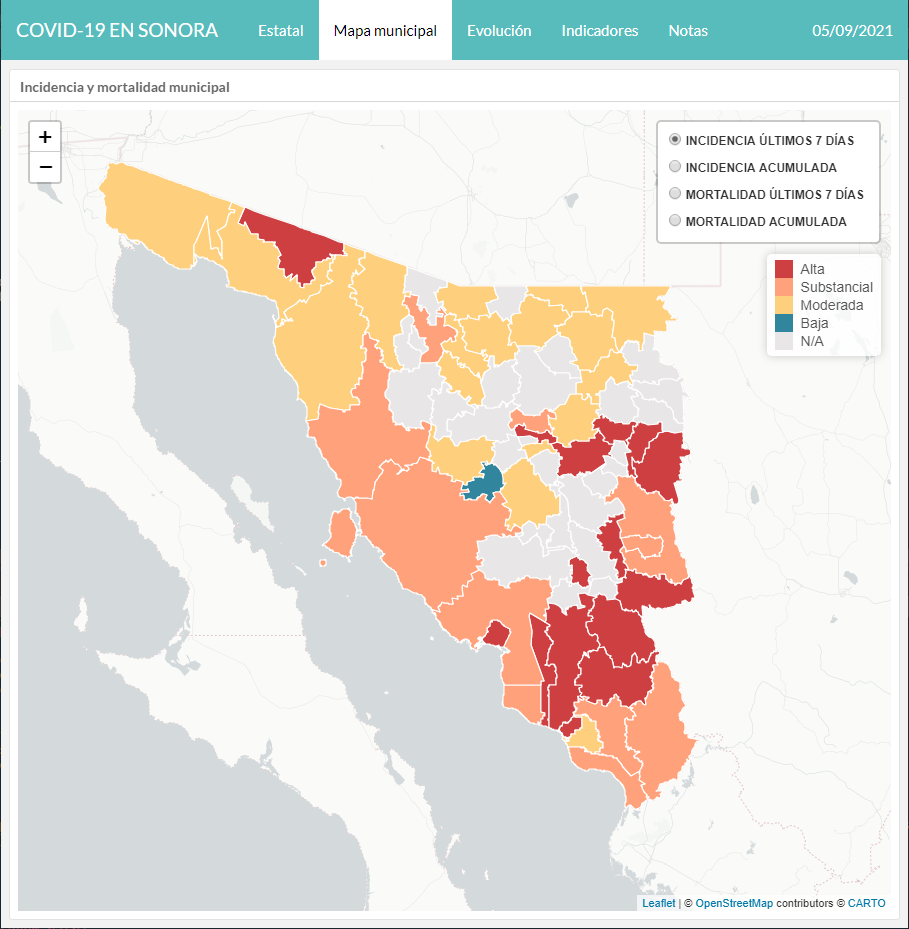 COVID-19 EN SONORA Estatal Mapa municipal Evolución Indicadores Notas 05/09/2021
Incidencia y mortalidad municipal
+
−
INCIDENCIA ÚLTIMOS 7 DÍAS
INCIDENCIA ACUMULADA
MORTALIDAD ÚLTIMOS 7 DÍAS
MORTALIDAD ACUMULADA
Alta
Substancial
Moderada
Baja
N/A
Leaflet | © OpenStreetMap contributors © CARTO